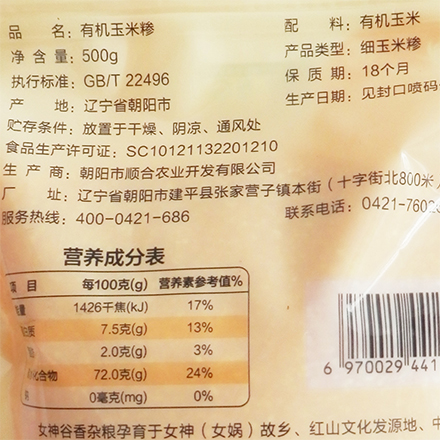 品 名：有机玉米糁
配 料：有机玉米
净含量：500g
产品类型：细玉米糁
执行标准：GB/T 22496
保质期：18个月
产 地：辽宁省朝阳市
生产日期：见封口喷码
贮存条件：放置于干燥、阴凉、通风处
食品生产许可证：SC10121132201210
生产商：朝阳市顺合农业开发有限公司
厂 址：辽宁省朝阳市建平县张家营子镇本街（十字街北800米
服务热线：400-0421-686
联系电话：0421-760
营养成分表
项 目 每100克(g) 营养素参考值%
量 1426千焦(kJ) 17%
质 7.5克(g) 13%
2.0克(g) 3%
化合物 72.0克(g) 24%
0毫克(mg) 0%
6 970029 441
女神谷香杂粮孕育于女神（女娲）故乡、红山文化发源地、中